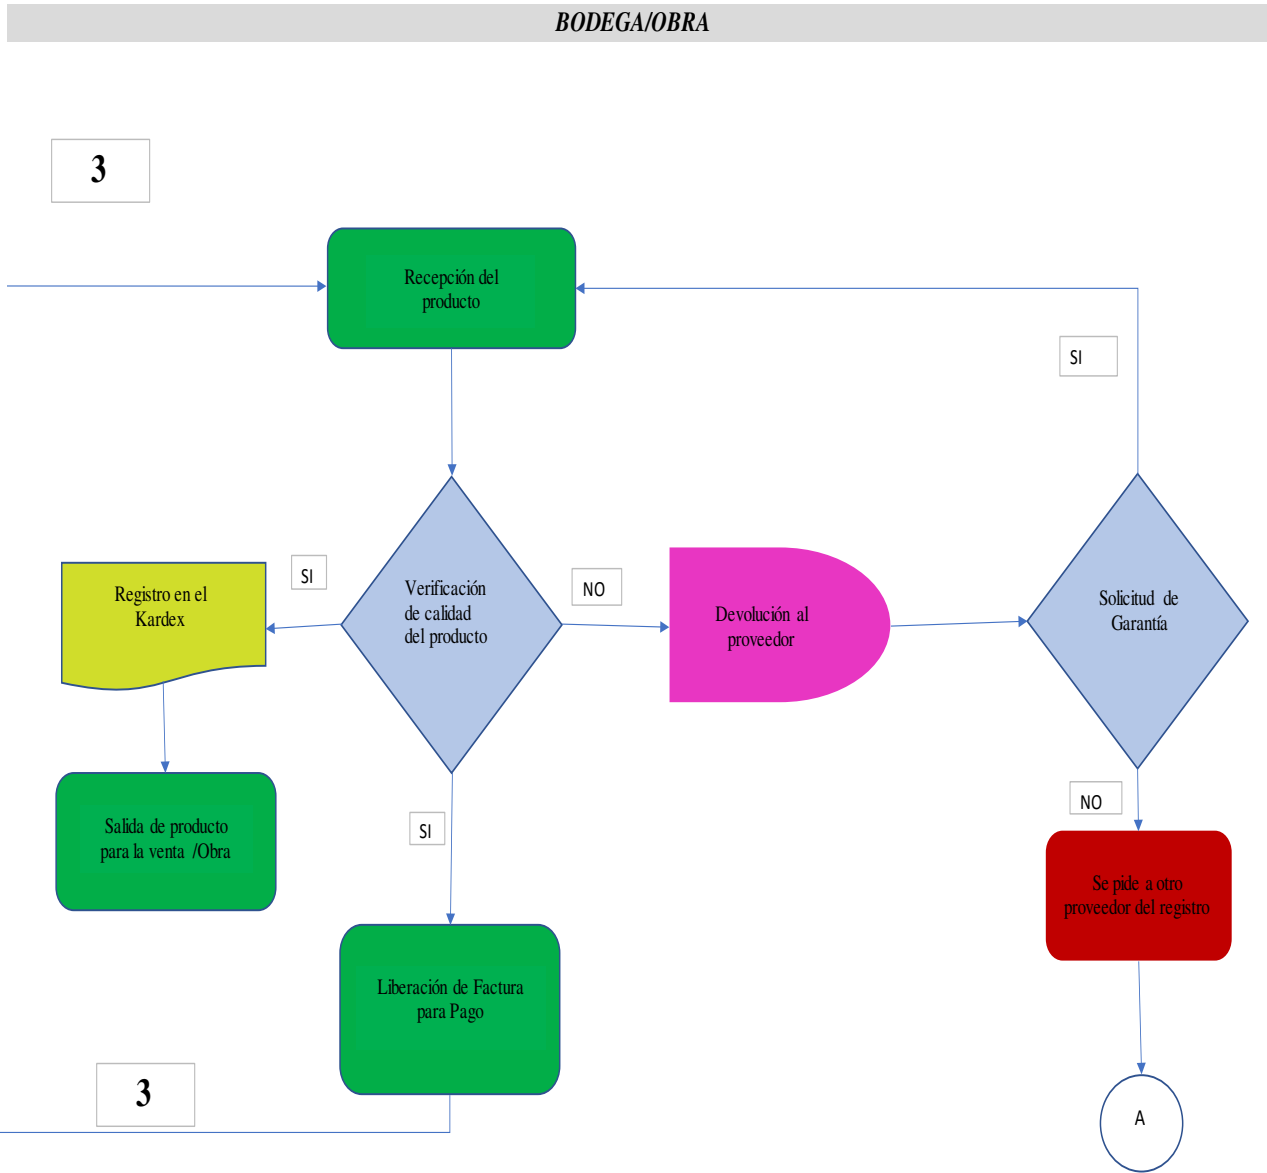 BODEGA/OBRA
3
Recepción del
producto
SI
SI
Registro en el
Kardex
Verificación
de calidad
del producto
NO
Devolución al
proveedor
Solicitud de
Garantía
Salida de producto
para la venta /Obra
SI
NO
Se pide a otro
proveedor del registro
Liberación de Factura
para Pago
3
A